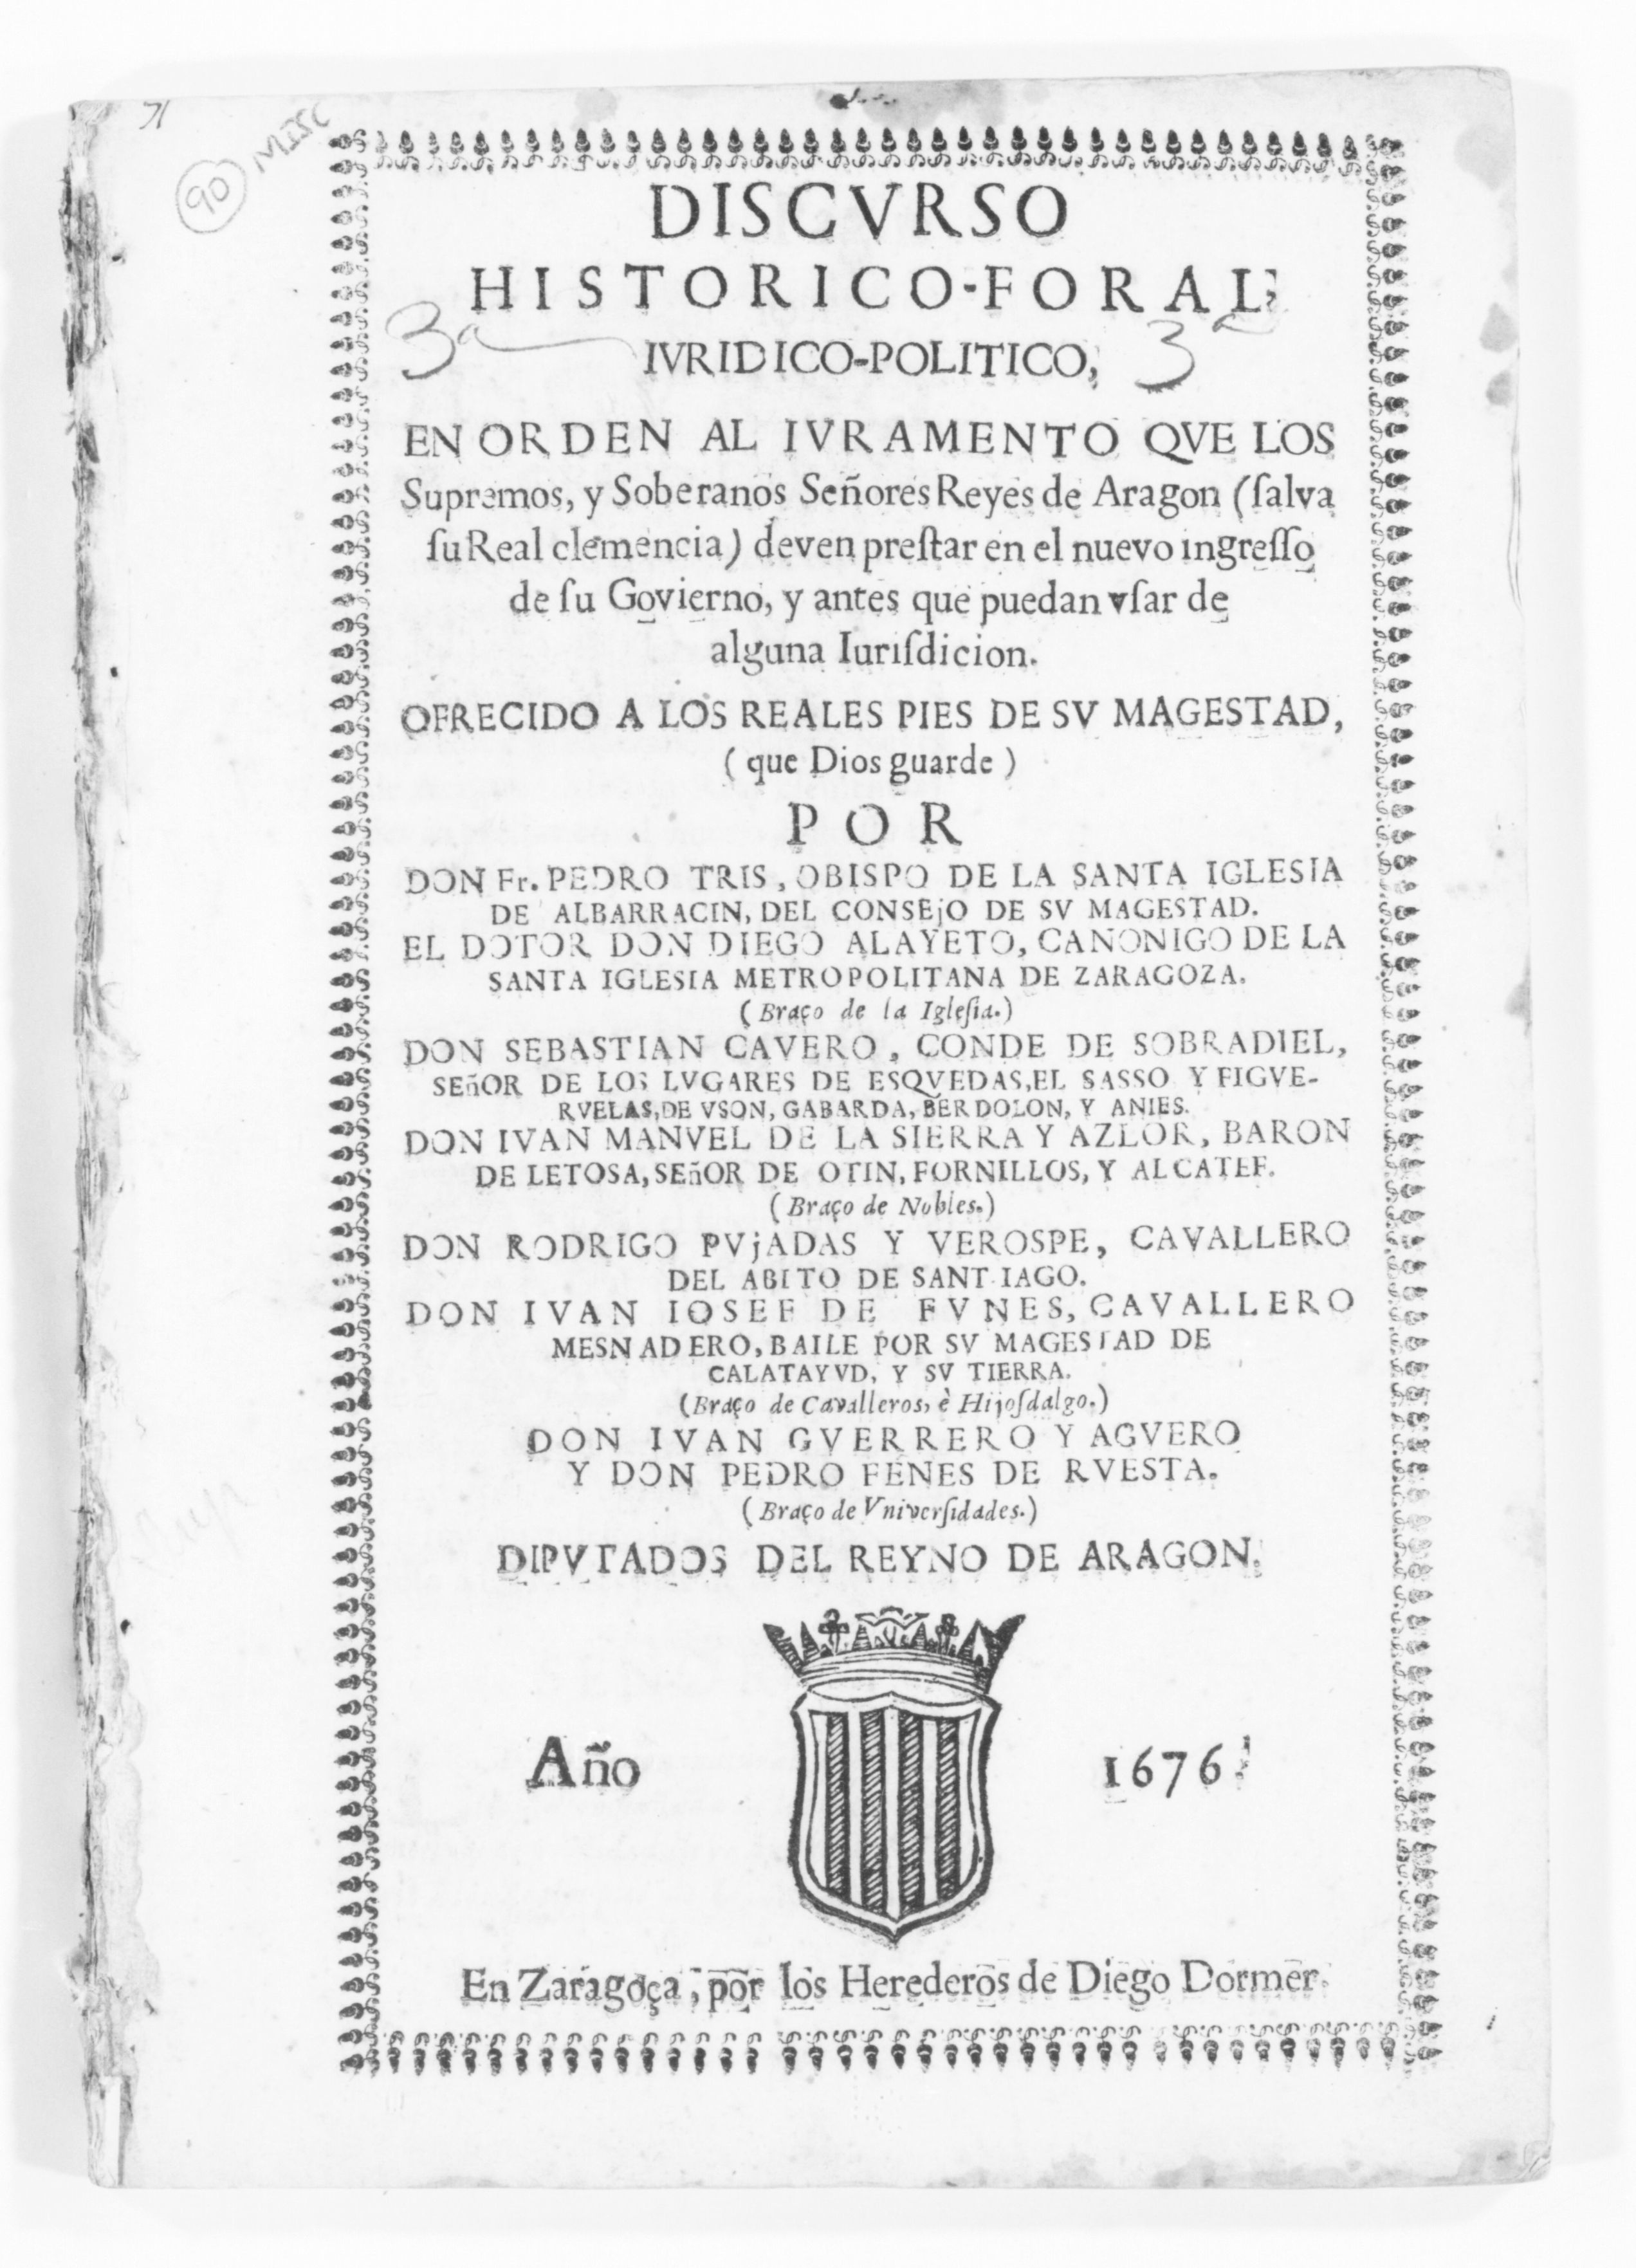 90 MISC
DISCVRSO
HISTORICO-FORAL,
IVRIDICO-POLITICO,
3ª 3ª
EN ORDEN AL IVRAMENTO QVE LOS
Supremos, y Soberanos Señores Reyes de Aragon (ſalva
ſu Real clemencia) deven preſtar en el nuevo ingreſſo
de ſu Govierno, y antes que puedan vſar de
alguna Iuriſdicion.
OFRECIDO A LOS REALES PIES DE SV MAGESTAD,
(que Dios guarde)
POR
DON Fr. PEDRO TRIS, OBISPO DE LA SANTA IGLESIA
DE ALBARRACIN, DEL CONSEjO DE SV MAGESTAD.
EL DOTOR DON DIEGO ALAYETO, CANONIGO DE LA
SANTA IGLESIA METROPOLITANA DE ZARAGOZA.
(Braço de la Igleſia.)
DON SEBASTIAN CAVERO, CONDE DE SOBRADIEL,
SEñOR DE LOS LVGARES DE ESQVEDAS, EL SASSO Y FIGVE-
RVELAS, DE VSON, GABARDA, BERDOLON, Y ANIES.
DON IVAN MANVEL DE LA SIERRA Y AZLOR, BARON
DE LETOSA, SEñOR DE OTIN, FORNILLOS, Y ALCATEF.
(Braço de Nobles.)
DON RODRIGO PVjADAS Y VEROSPE, CAVALLERO
DEL ABITO DE SANTIAGO.
DON IVAN IOSEF DE FVNES, CAVALLERO
MESNADERO, BAILE POR SV MAGESTAD DE
CALATAYVD, Y SV TIERRA.
(Braço de Cavalleros, è Hijoſdalgo.)
DON IVAN GVERRERO Y AGVERO
Y DON PEDRO FENES DE RVESTA.
(Braço de Vniverſidades.)
DIPVTADOS DEL REYNO DE ARAGON.
Año 1676.
En Zaragoça, por los Herederos de Diego Dormer.